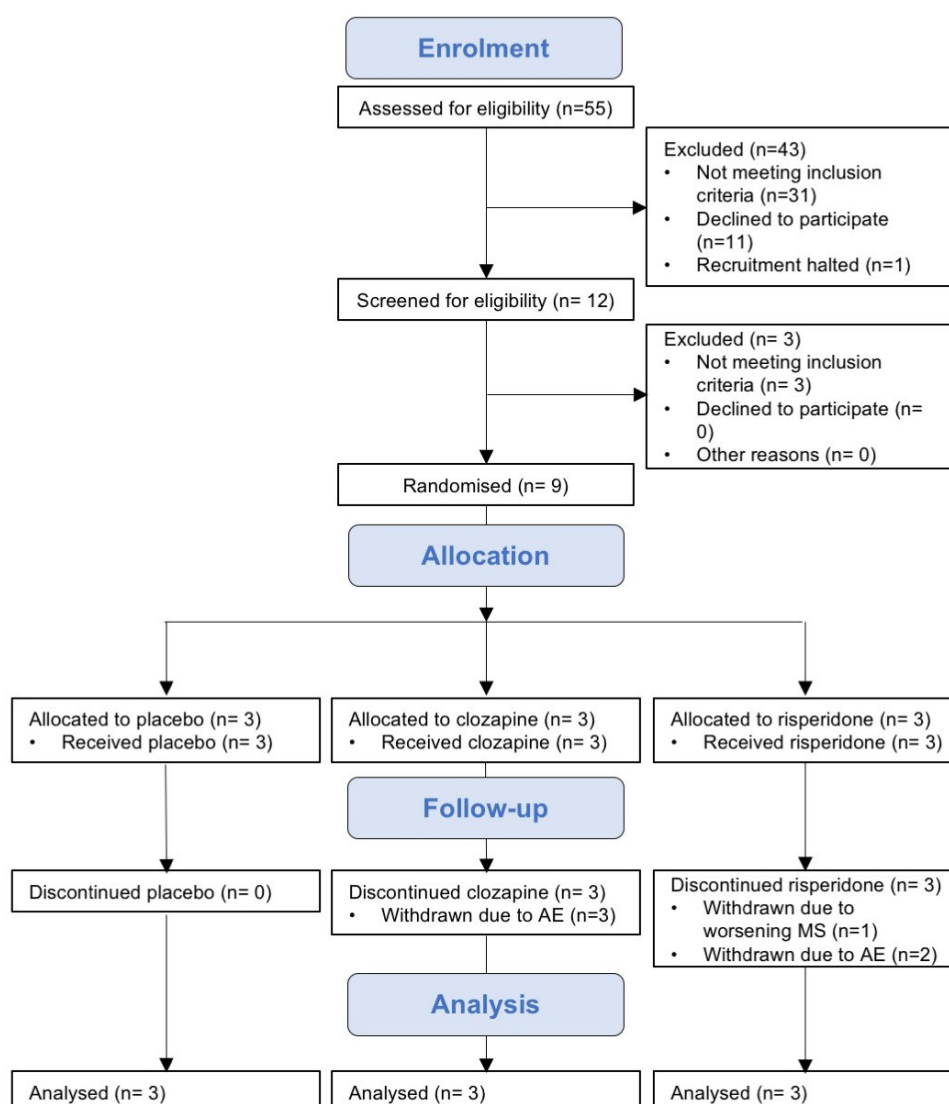 Enrolment
Assessed for eligibility (n=55)
Excluded (n=43)
• Not meeting inclusion
criteria (n=31)
• Declined to participate
(n=11)
• Recruitment halted (n=1)
Screened for eligibility (n= 12)
Excluded (n= 3)
• Not meeting inclusion
criteria (n= 3)
• Declined to participate (n=
0)
• Other reasons (n= 0)
Randomised (n= 9)
Allocation
Allocated to placebo (n= 3)
• Received placebo (n= 3)
Allocated to clozapine (n= 3)
• Received clozapine (n= 3)
Allocated to risperidone (n= 3)
• Received risperidone (n= 3)
Follow-up
Discontinued placebo (n= 0)
Discontinued clozapine (n= 3)
• Withdrawn due to AE (n=3)
Discontinued risperidone (n= 3)
• Withdrawn due to
worsening MS (n=1)
• Withdrawn due to AE (n=2)
Analysis
Analysed (n= 3)
Analysed (n= 3)
Analysed (n= 3)